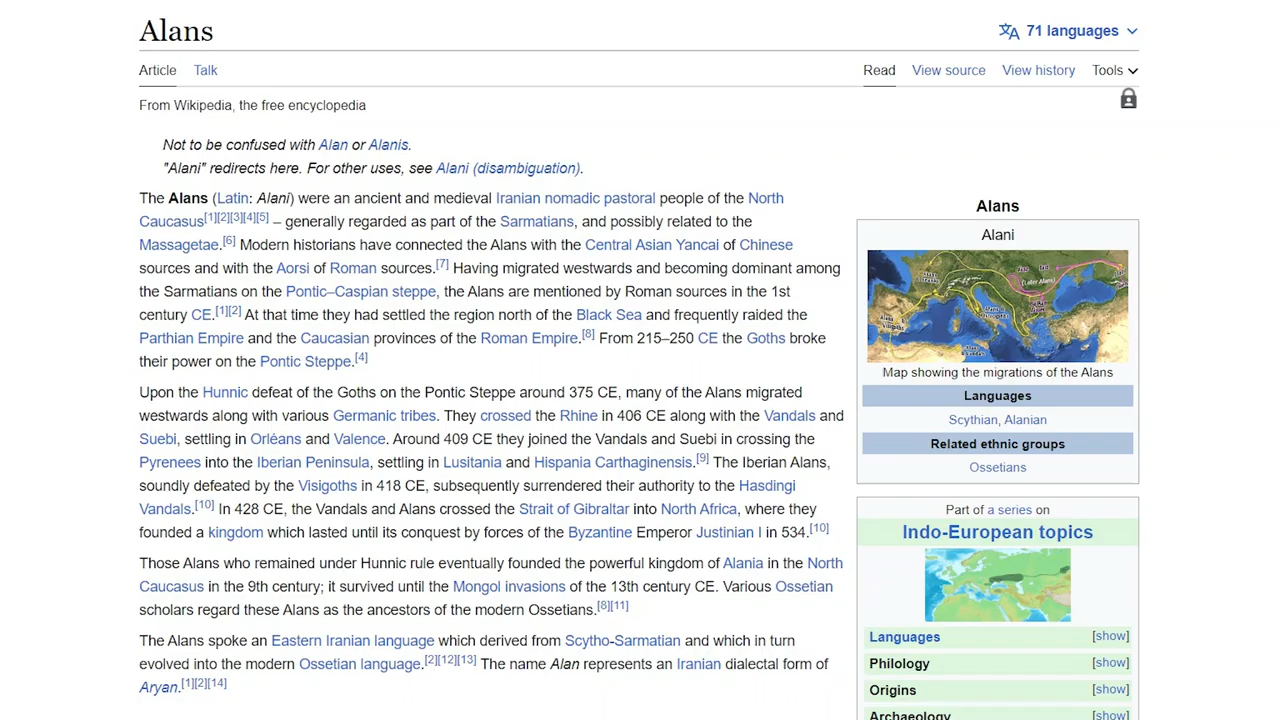 Alans
71 languages
Article Talk
Read View source View history Tools
From Wikipedia, the free encyclopedia
Not to be confused with Alan or Alanis.
"Alani" redirects here. For other uses, see Alani (disambiguation).
The Alans (Latin: Alani) were an ancient and medieval Iranian nomadic pastoral people of the North
Caucasus[1][2][3][4][5] – generally regarded as part of the Sarmatians, and possibly related to the
Massagetae.[6] Modern historians have connected the Alans with the Central Asian Yancai of Chinese
sources and with the Aorsi of Roman sources.[7] Having migrated westwards and becoming dominant among
the Sarmatians on the Pontic–Caspian steppe, the Alans are mentioned by Roman sources in the 1st
century CE.[1][2] At that time they had settled the region north of the Black Sea and frequently raided the
Parthian Empire and the Caucasian provinces of the Roman Empire.[8] From 215–250 CE the Goths broke
their power on the Pontic Steppe.[4]
Upon the Hunnic defeat of the Goths on the Pontic Steppe around 375 CE, many of the Alans migrated
westwards along with various Germanic tribes. They crossed the Rhine in 406 CE along with the Vandals and
Suebi, settling in Orléans and Valence. Around 409 CE they joined the Vandals and Suebi in crossing the
Pyrenees into the Iberian Peninsula, settling in Lusitania and Hispania Carthaginensis.[9] The Iberian Alans,
soundly defeated by the Visigoths in 418 CE, subsequently surrendered their authority to the Hasdingi
Vandals.[10] In 428 CE, the Vandals and Alans crossed the Strait of Gibraltar into North Africa, where they
founded a kingdom which lasted until its conquest by forces of the Byzantine Emperor Justinian I in 534.[10]
Those Alans who remained under Hunnic rule eventually founded the powerful kingdom of Alania in the North
Caucasus in the 9th century; it survived until the Mongol invasions of the 13th century CE. Various Ossetian
scholars regard these Alans as the ancestors of the modern Ossetians.[8][11]
The Alans spoke an Eastern Iranian language which derived from Scytho-Sarmatian and which in turn
evolved into the modern Ossetian language.[2][12][13] The name Alan represents an Iranian dialectal form of
Aryan.[1][2][14]
Alans
Alani
Map showing the migrations of the Alans
Languages
Scythian, Alanian
Related ethnic groups
Ossetians
Part of a series on
Indo-European topics
Languages [show]
Philology [show]
Origins [show]
Archaeology [show]